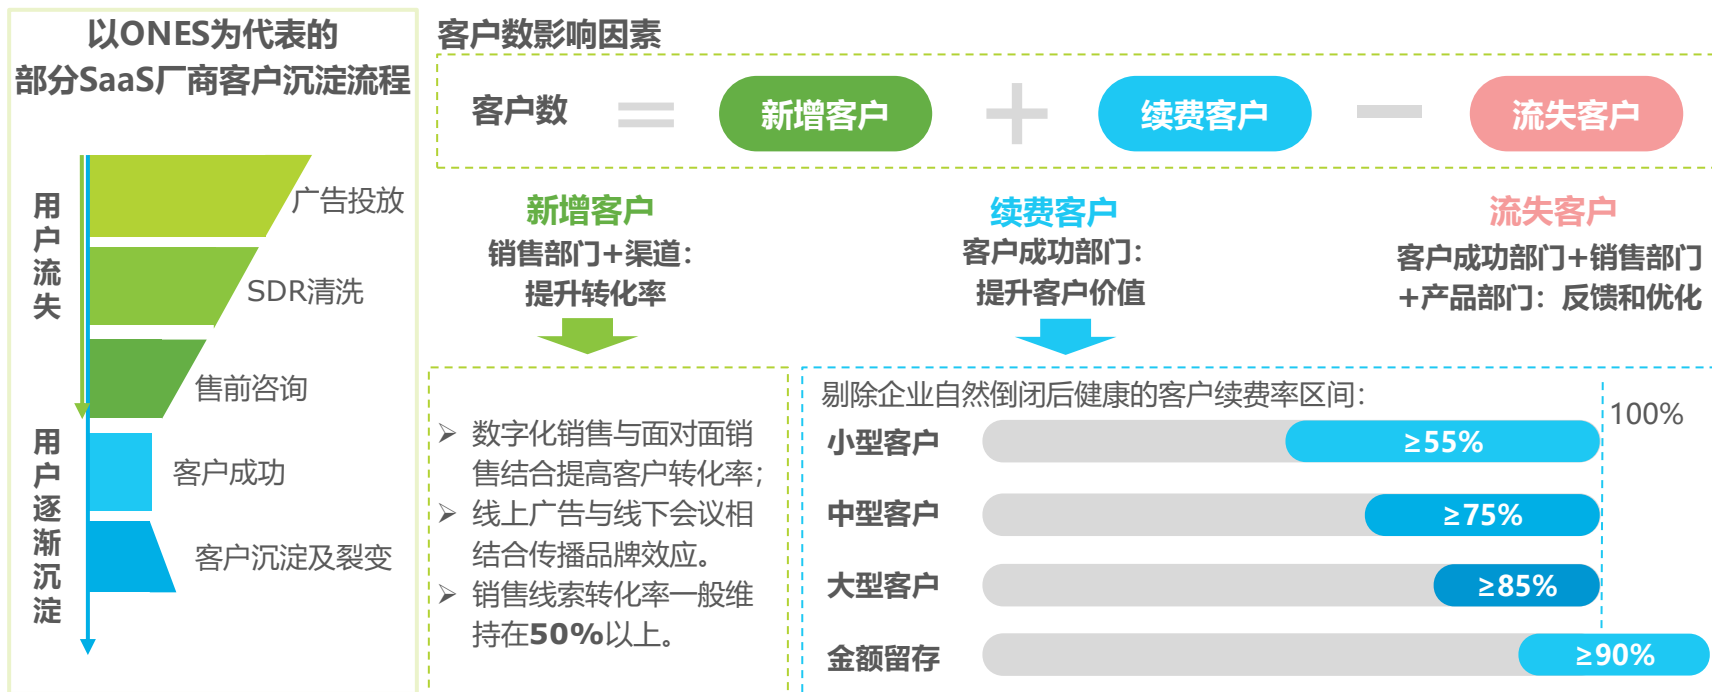 以ONES为代表的
部分SaaS厂商客户沉淀流程
用户流失
广告投放
SDR清洗
售前咨询
用户逐渐沉淀
客户成功
客户沉淀及裂变
客户数影响因素
客户数 = 新增客户 + 续费客户 — 流失客户
新增客户
销售部门+渠道：
提升转化率
续费客户
客户成功部门：
提升客户价值
流失客户
客户成功部门+销售部门
+产品部门：反馈和优化
➢ 数字化销售与面对面销
售结合提高客户转化率；
➢ 线上广告与线下会议相
结合传播品牌效应。
➢ 销售线索转化率一般维
持在50%以上。
剔除企业自然倒闭后健康的客户续费率区间：
100%
小型客户 ≥55%
中型客户 ≥75%
大型客户 ≥85%
金额留存 ≥90%